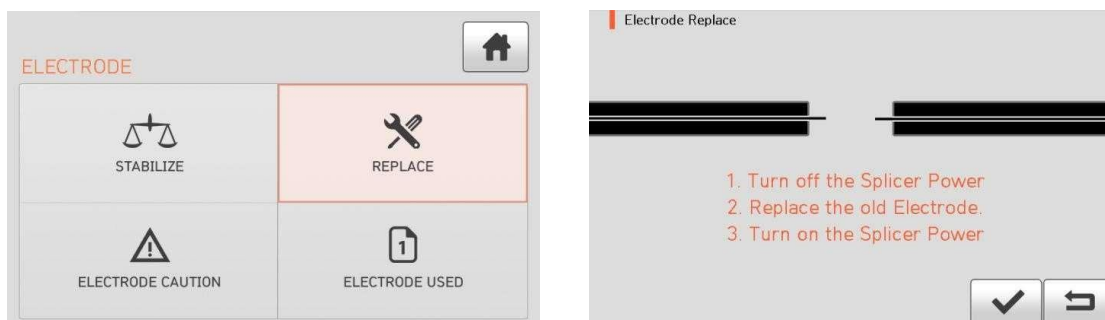 ELECTRODE
STABILIZE
REPLACE
ELECTRODE CAUTION
1
ELECTRODE USED
Electrode Replace
1. Turn off the Splicer Power
2. Replace the old Electrode.
3. Turn on the Splicer Power